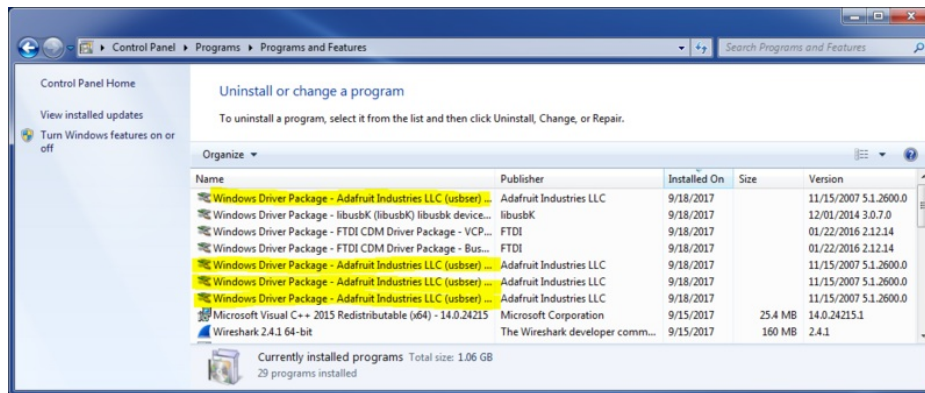 Control Panel ▸ Programs ▸ Programs and Features
Search Programs and Features
Control Panel Home
View installed updates
Turn Windows features on or
off
Uninstall or change a program
To uninstall a program, select it from the list and then click Uninstall, Change, or Repair.
Organize
Name Publisher Installed On Size Version
Windows Driver Package - Adafruit Industries LLC (usbser) ... Adafruit Industries LLC 9/18/2017 11/15/2007 5.1.2600.0
Windows Driver Package - libusbK (libusbK) libusbk device... libusbK 9/18/2017 12/01/2014 3.0.7.0
Windows Driver Package - FTDI CDM Driver Package - VCP... FTDI 9/18/2017 01/22/2016 2.12.14
Windows Driver Package - FTDI CDM Driver Package - Bus... FTDI 9/18/2017 01/22/2016 2.12.14
Windows Driver Package - Adafruit Industries LLC (usbser) ... Adafruit Industries LLC 9/18/2017 11/15/2007 5.1.2600.0
Windows Driver Package - Adafruit Industries LLC (usbser) ... Adafruit Industries LLC 9/18/2017 11/15/2007 5.1.2600.0
Windows Driver Package - Adafruit Industries LLC (usbser) ... Adafruit Industries LLC 9/18/2017 11/15/2007 5.1.2600.0
Microsoft Visual C++ 2015 Redistributable (x64) - 14.0.24215 Microsoft Corporation 9/15/2017 25.4 MB 14.0.24215.1
Wireshark 2.4.1 64-bit The Wireshark developer comm... 9/15/2017 160 MB 2.4.1
Currently installed programs Total size: 1.06 GB
29 programs installed